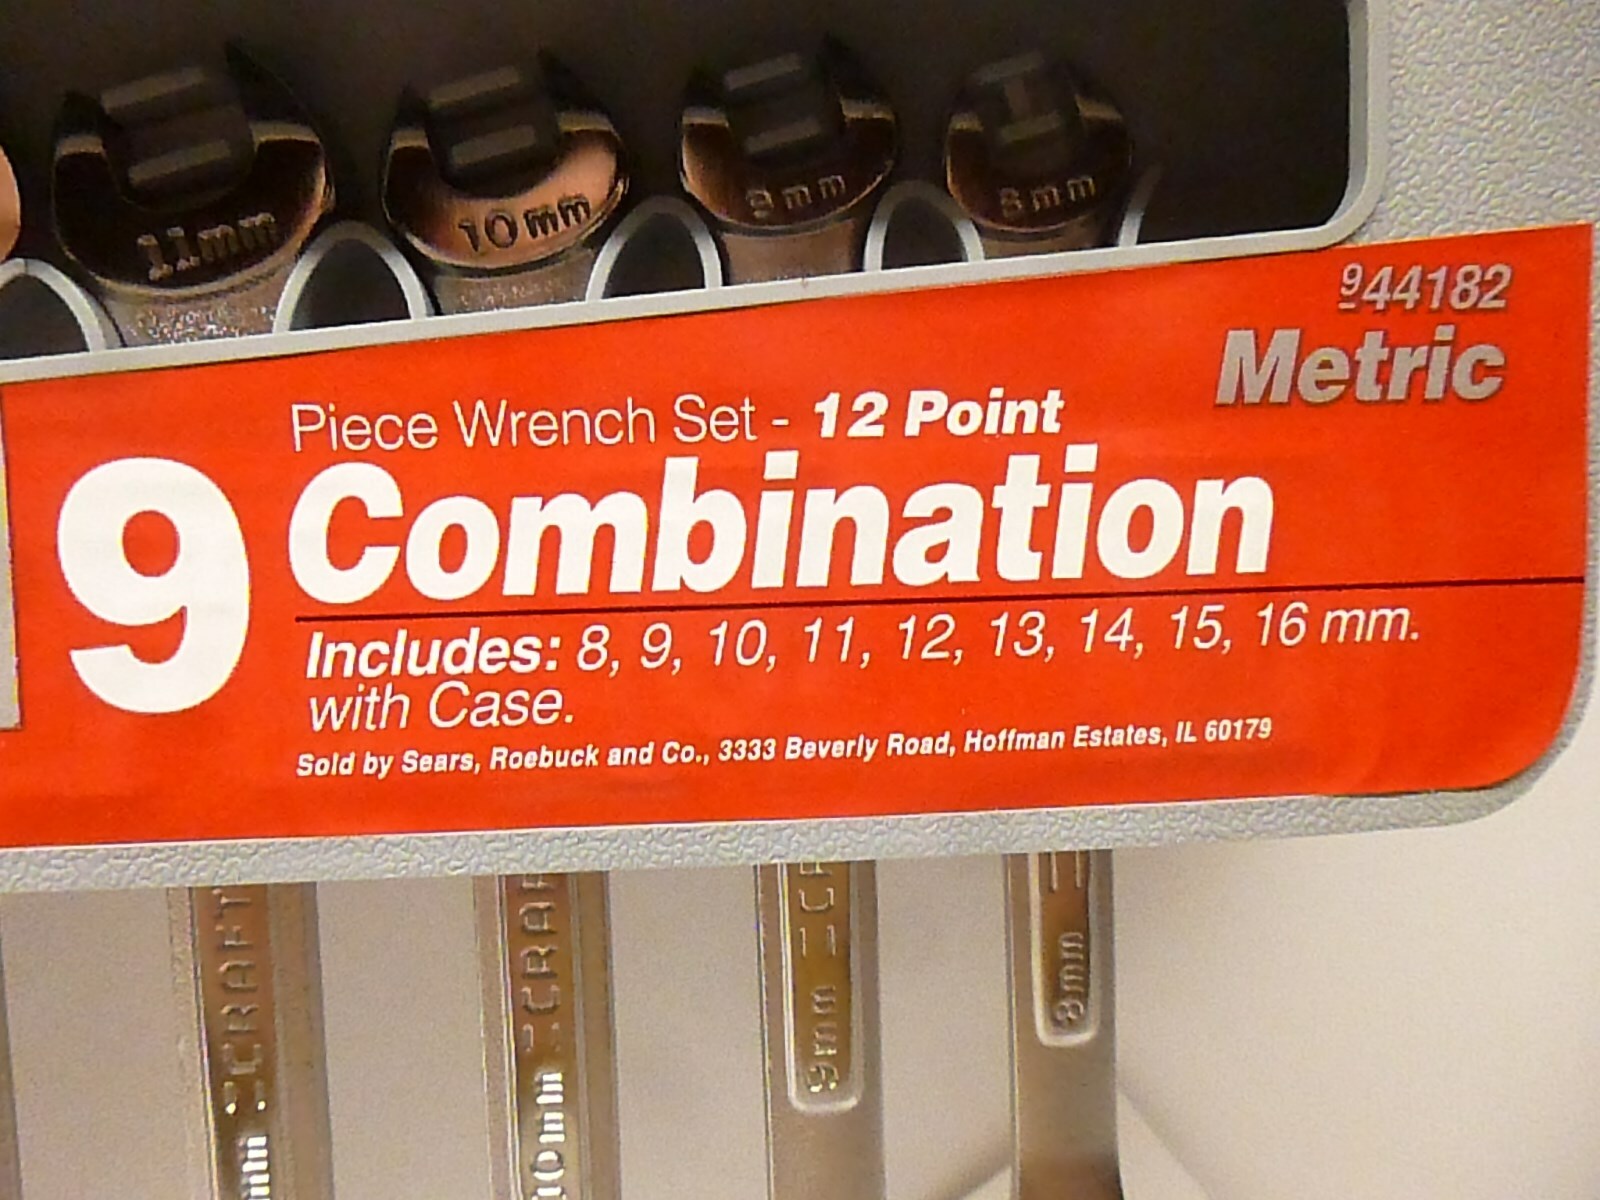 11mm 10mm 9mm 8mm
944182
Metric
Piece Wrench Set - 12 Point
9 Combination
Includes: 8, 9, 10, 11, 12, 13, 14, 15, 16 mm.
with Case.
Sold by Sears, Roebuck and Co., 3333 Beverly Road, Hoffman Estates, IL 60179
CRAFT
10mm CRAF
9mm
8mm